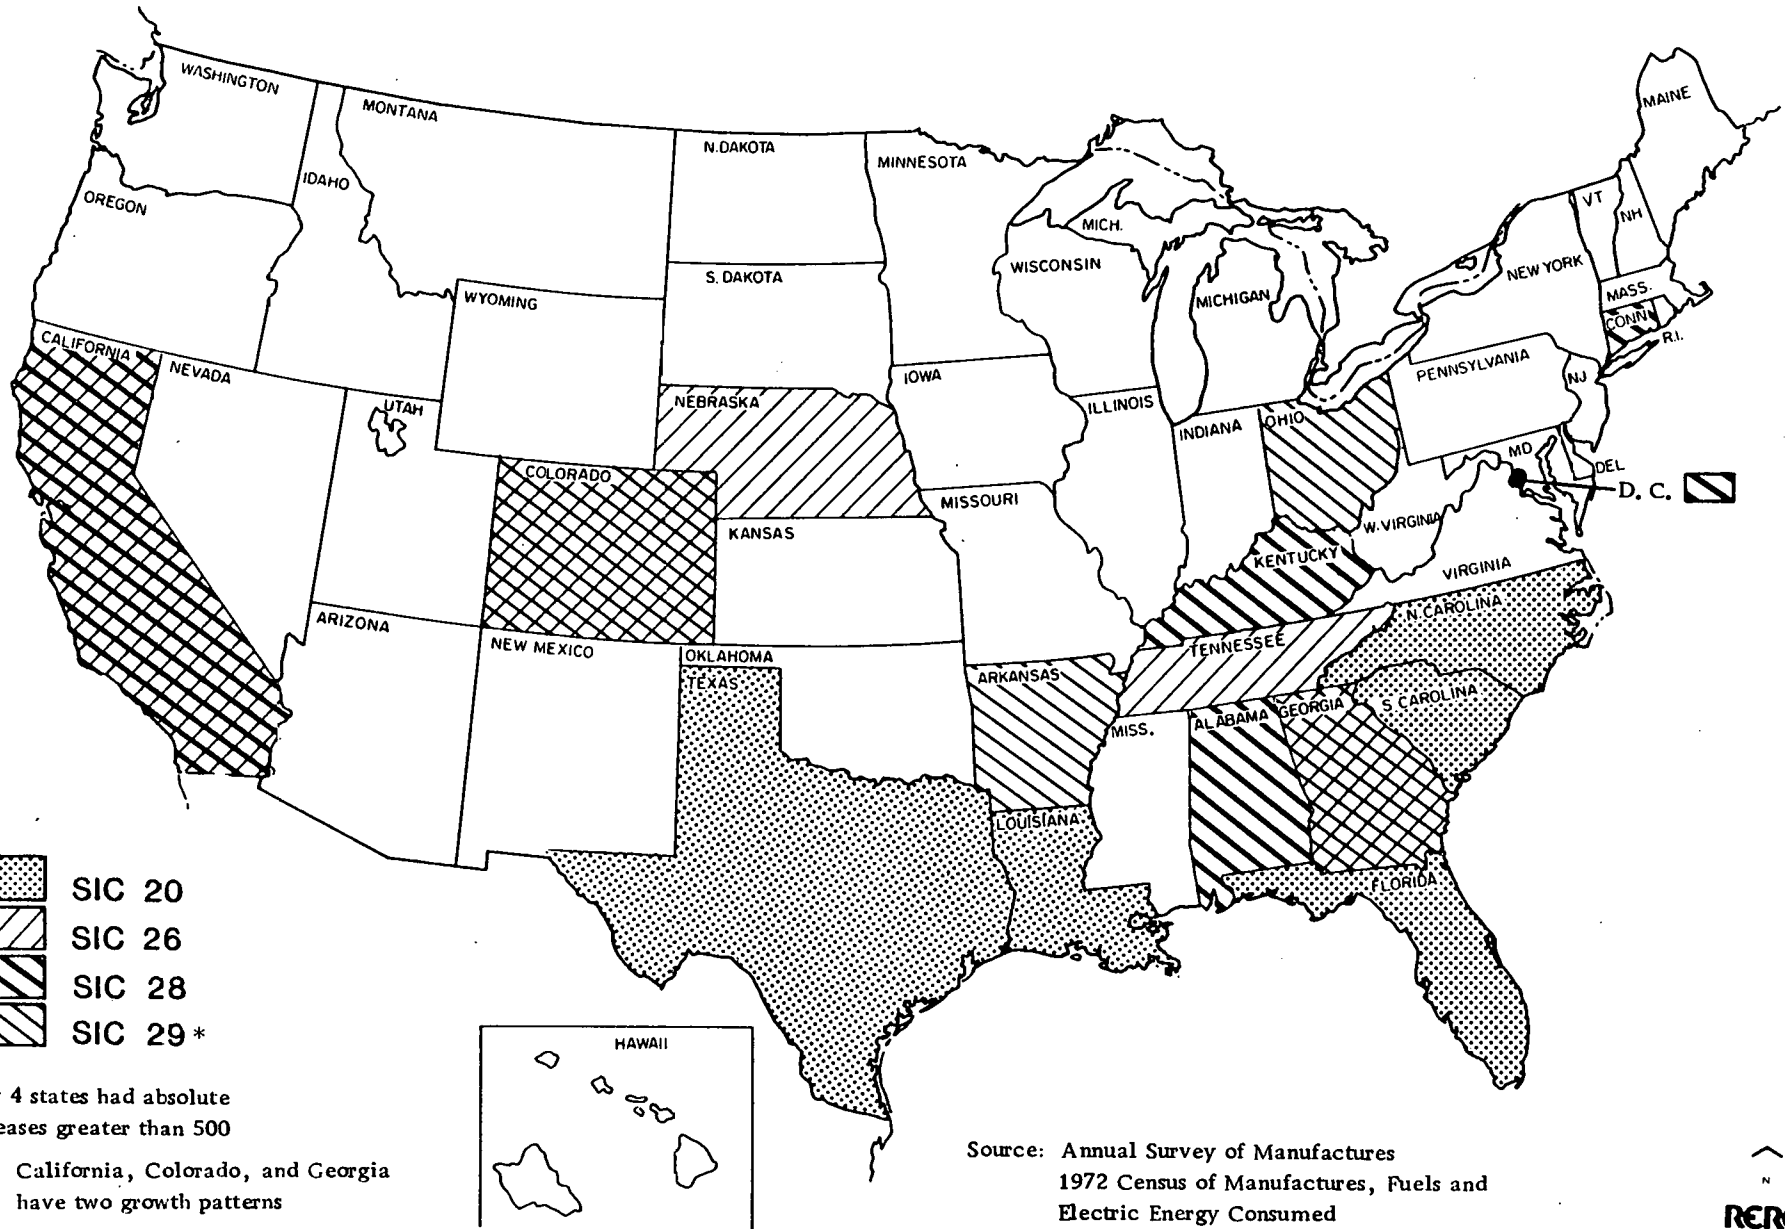 WASHINGTON
MONTANA
N.DAKOTA
MINNESOTA
MAINE
IDAHO
OREGON
VT
NH
MICH.
S. DAKOTA
WISCONSIN
NEW YORK
WYOMING
MICHIGAN
MASS.
CONN
R.I.
CALIFORNIA
NEVADA
UTAH
NEBRASKA
IOWA
ILLINOIS
INDIANA
OHIO
PENNSYLVANIA
NJ
MD
DEL
D. C.
COLORADO
MISSOURI
KANSAS
KENTUCKY
W.VIRGINIA
VIRGINIA
ARIZONA
NEW MEXICO
OKLAHOMA
TEXAS
ARKANSAS
TENNESSEE
N.CAROLINA
S CAROLINA
MISS.
ALABAMA
GEORGIA
LOUISIANA
FLORIDA
SIC 20
SIC 26
SIC 28
SIC 29*
4 states had absolute
eases greater than 500
California, Colorado, and Georgia
have two growth patterns
HAWAII
Source: Annual Survey of Manufactures
1972 Census of Manufactures, Fuels and
Electric Energy Consumed
N